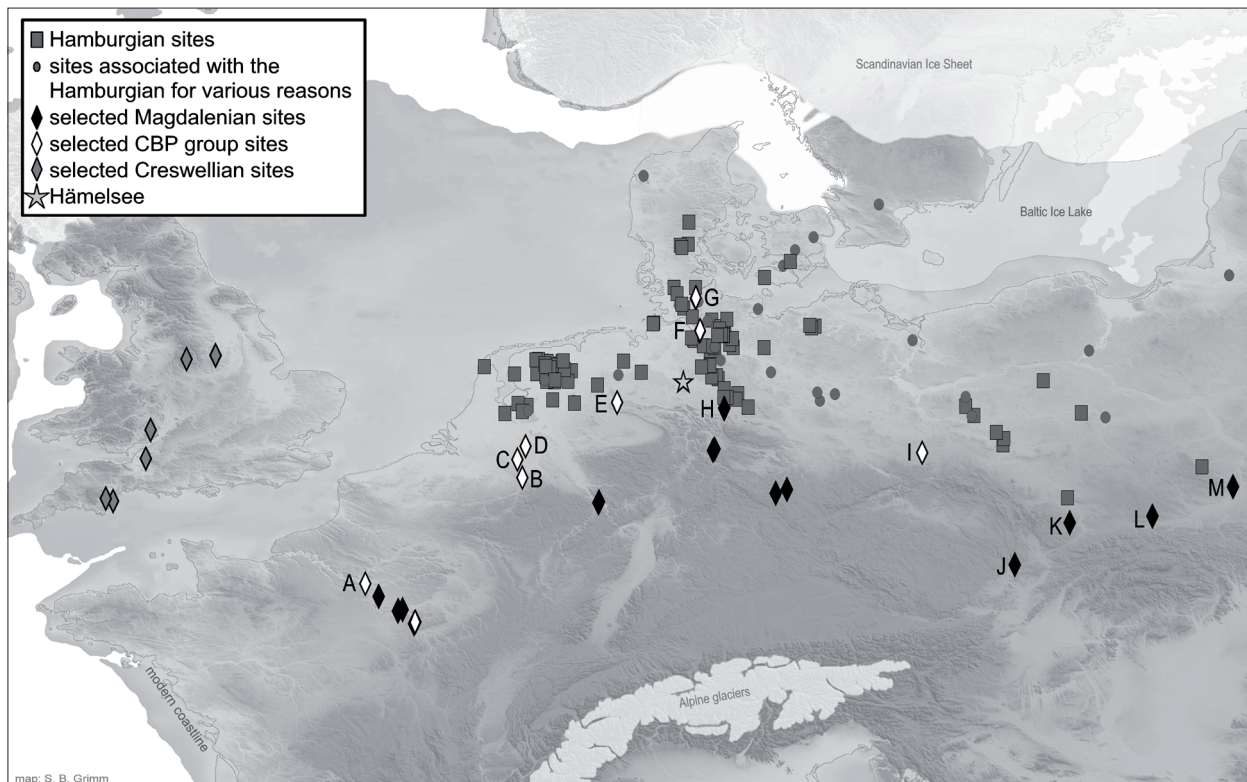 Hamburgian sites
sites associated with the
Hamburgian for various reasons
selected Magdalenian sites
selected CBP group sites
selected Creswellian sites
Hämelsee
Scandinavian Ice Sheet
Baltic Ice Lake
G
F
E
H
D
C
B
I
M
L
K
J
A
Alpine glaciers
modern coastline
map: S. B. Grimm